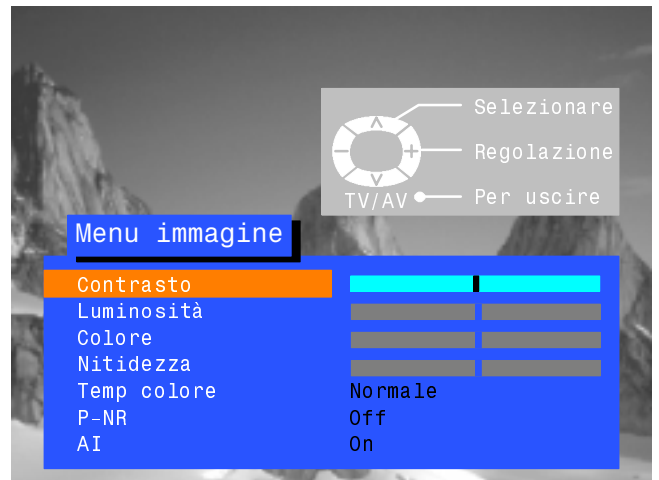 Selezionare
Regolazione
TV/AV Per uscire
Menu immagine
Contrasto
Luminosità
Colore
Nitidezza
Temp colore Normale
P-NR Off
AI On